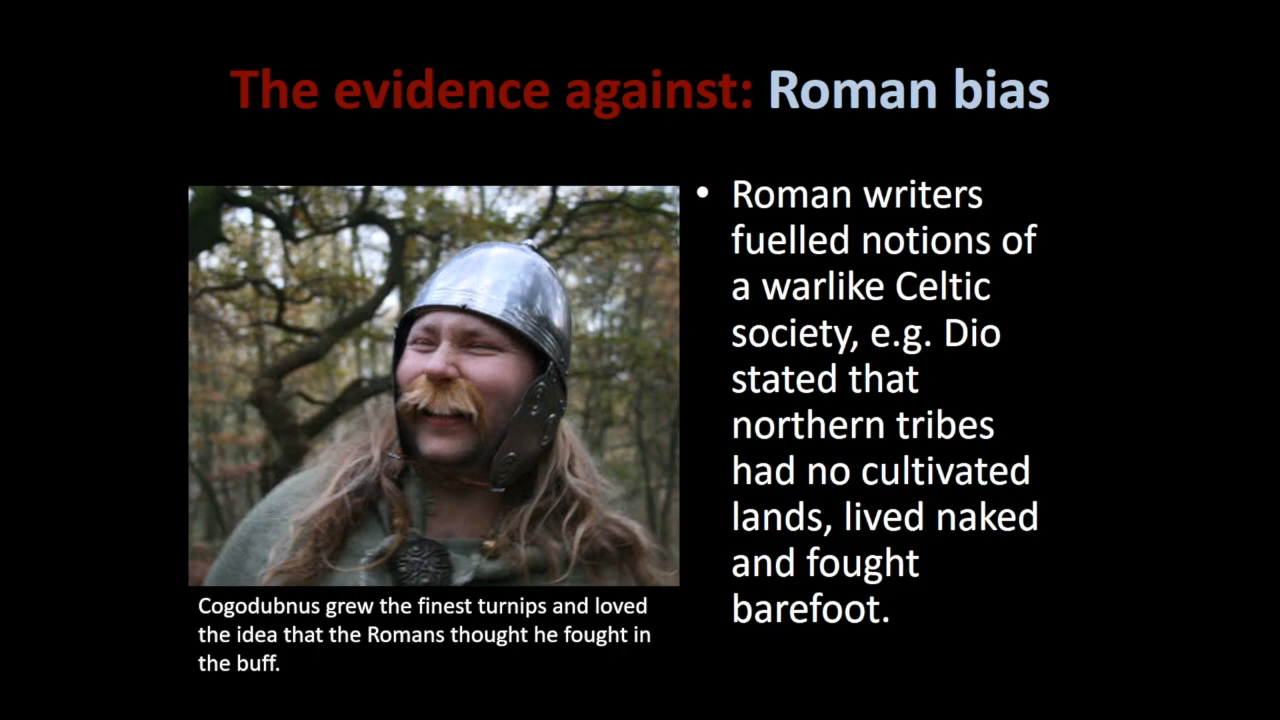 The evidence against: Roman bias
• Roman writers
fuelled notions of
a warlike Celtic
society, e.g. Dio
stated that
northern tribes
had no cultivated
lands, lived naked
and fought
barefoot.
Cogodubnus grew the finest turnips and loved
the idea that the Romans thought he fought in
the buff.